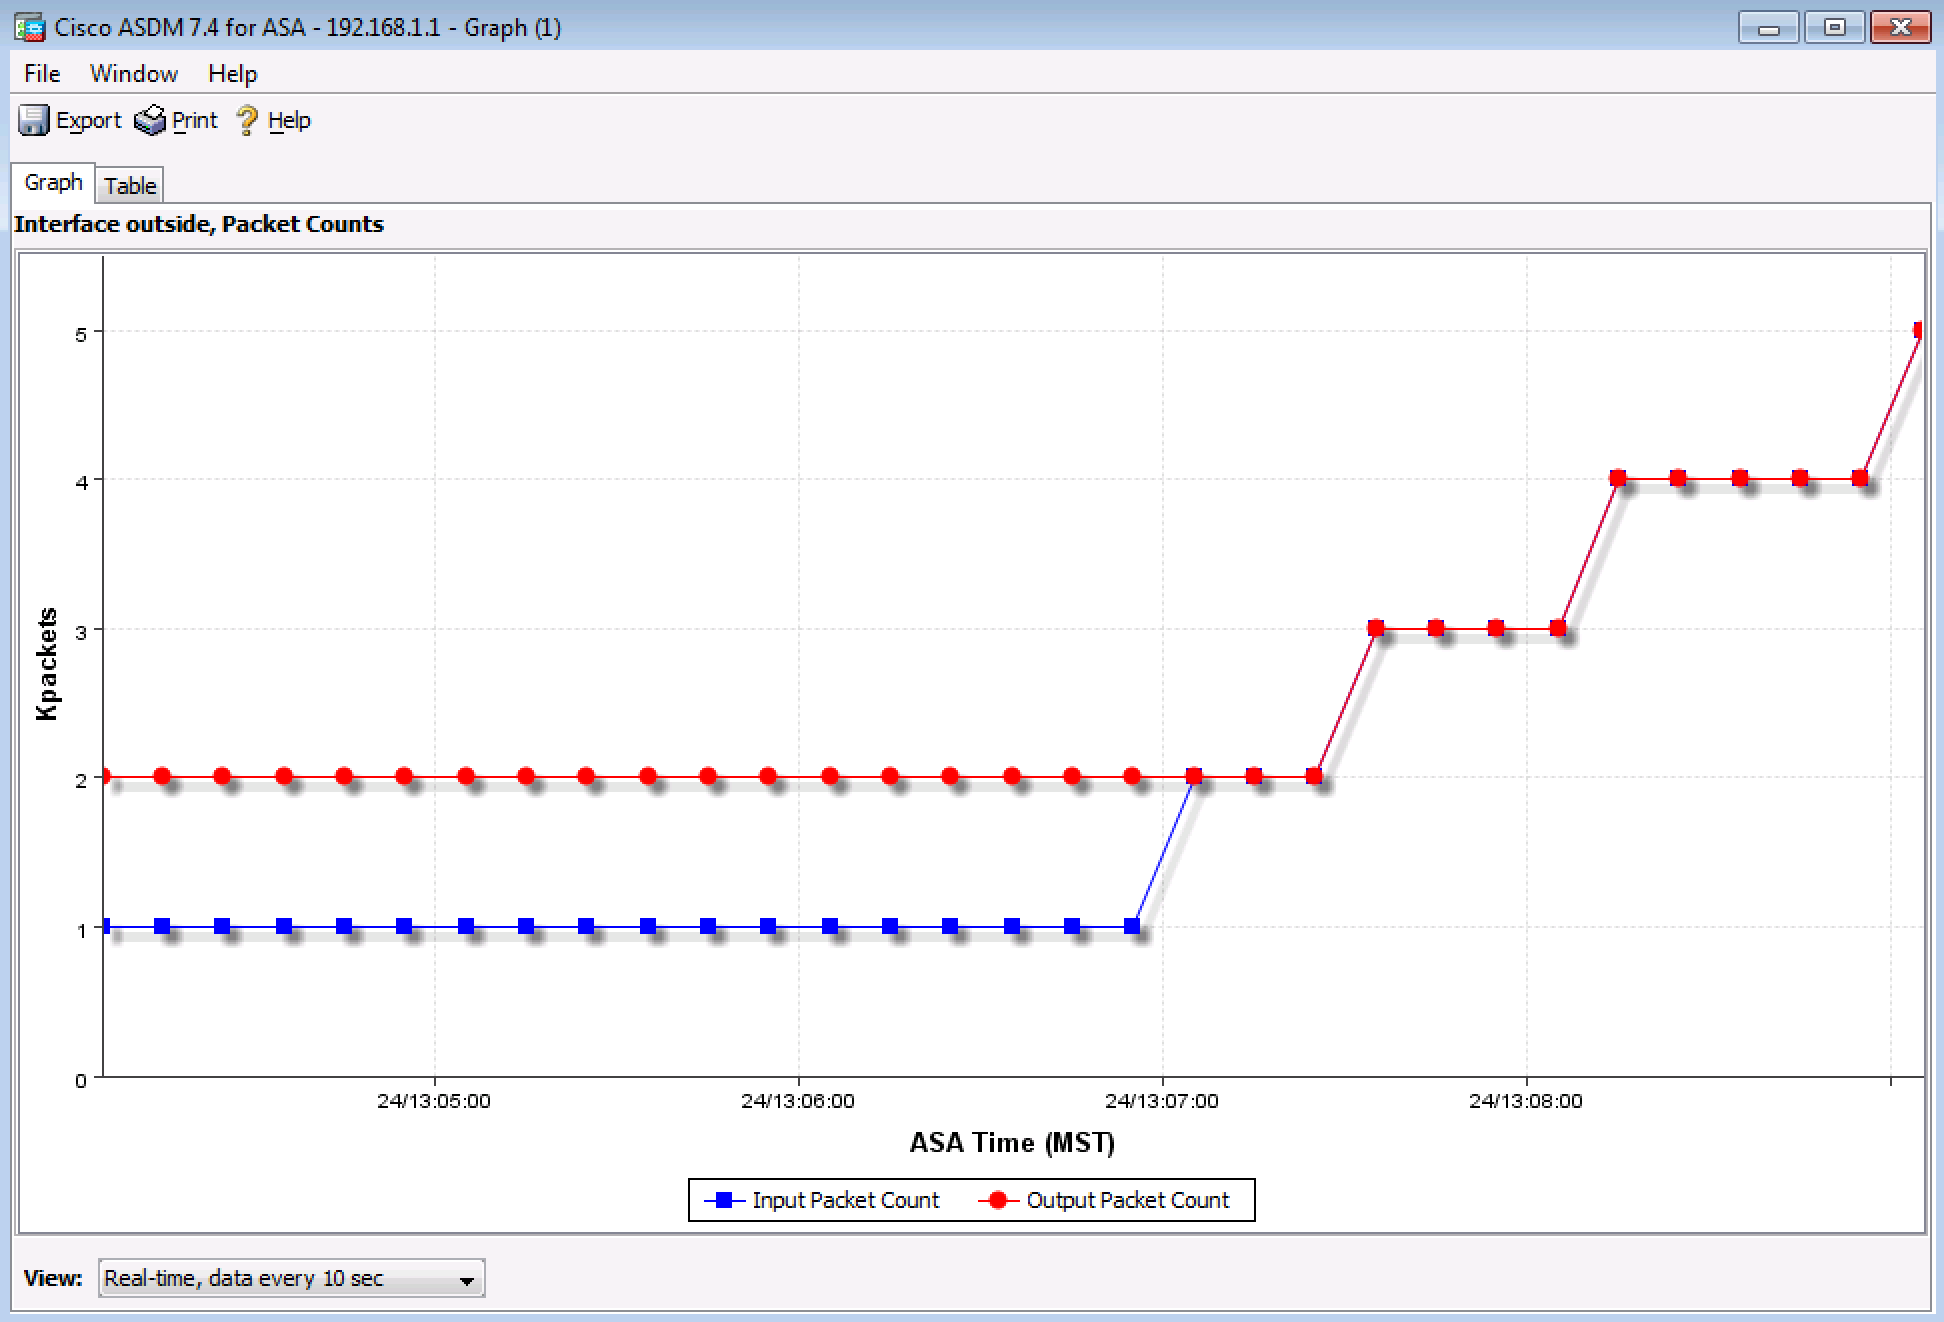 Cisco ASDM 7.4 for ASA - 192.168.1.1 - Graph (1)
File Window Help
Export Print Help
Graph Table
Interface outside, Packet Counts
5
4
3
2
1
0
Kpackets
24/13:05:00 24/13:06:00 24/13:07:00 24/13:08:00
ASA Time (MST)
Input Packet Count Output Packet Count
View: Real-time, data every 10 sec